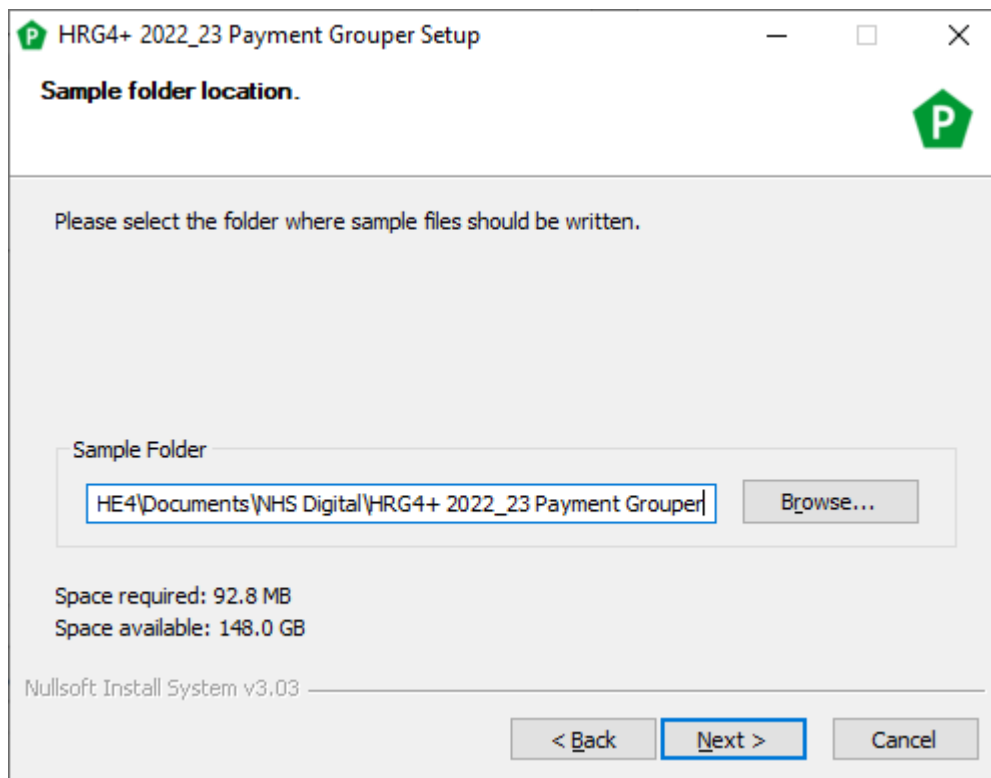 HRG4+ 2022_23 Payment Grouper Setup
Sample folder location.
P
Please select the folder where sample files should be written.
Sample Folder
HE4\Documents\NHS Digital\HRG4+ 2022_23 Payment Grouper
Browse...
Space required: 92.8 MB
Space available: 148.0 GB
Nullsoft Install System v3.03
< Back
Next >
Cancel